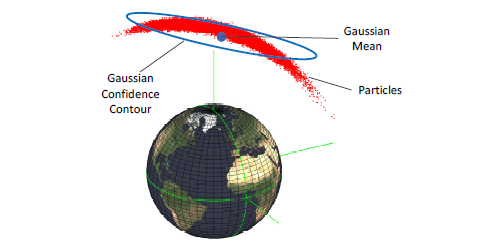 Gaussian
Mean
Gaussian
Confidence
Contour
Particles